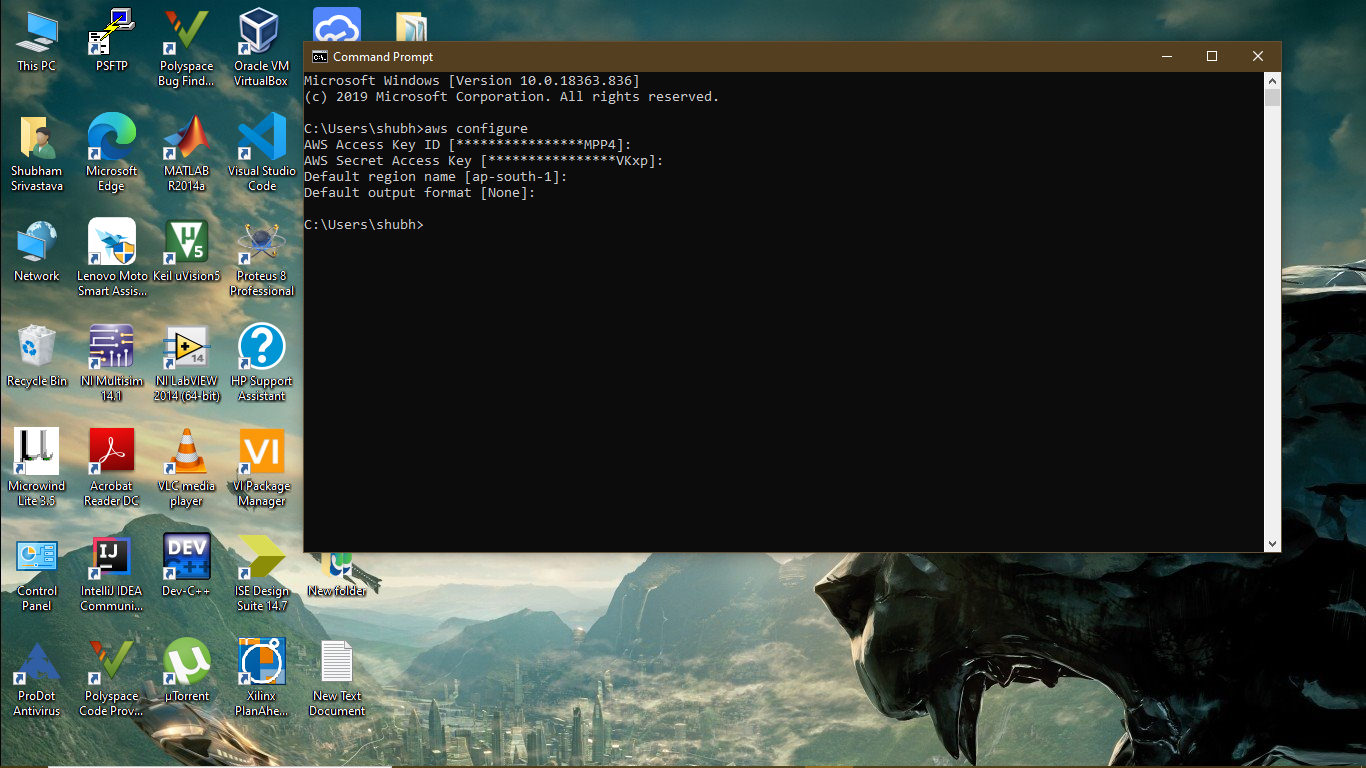 Command Prompt
Microsoft Windows [Version 10.0.18363.836]
(c) 2019 Microsoft Corporation. All rights reserved.
C:\Users\shubh>aws configure
AWS Access Key ID [****************MPP4]:
AWS Secret Access Key [****************VKxp]:
Default region name [ap-south-1]:
Default output format [None]:
C:\Users\shubh>
This PC
PSFTP
Polyspace
Bug Find...
Oracle VM
VirtualBox
Shubham
Srivastava
Microsoft
Edge
MATLAB
R2014a
Visual Studio
Code
Network
Lenovo Moto
Smart Assis...
Keil uVision5
Proteus 8
Professional
Recycle Bin
NI Multisim
14.1
NI LabVIEW
2014 (64-bit)
HP Support
Assistant
Microwind
Lite 3.5
Acrobat
Reader DC
VLC media
player
VI Package
Manager
Control
Panel
IntelliJ IDEA
Communi...
Dev-C++
ISE Design
Suite 14.7
New folder
ProDot
Antivirus
Polyspace
Code Prov...
µTorrent
Xilinx
PlanAhe...
New Text
Document